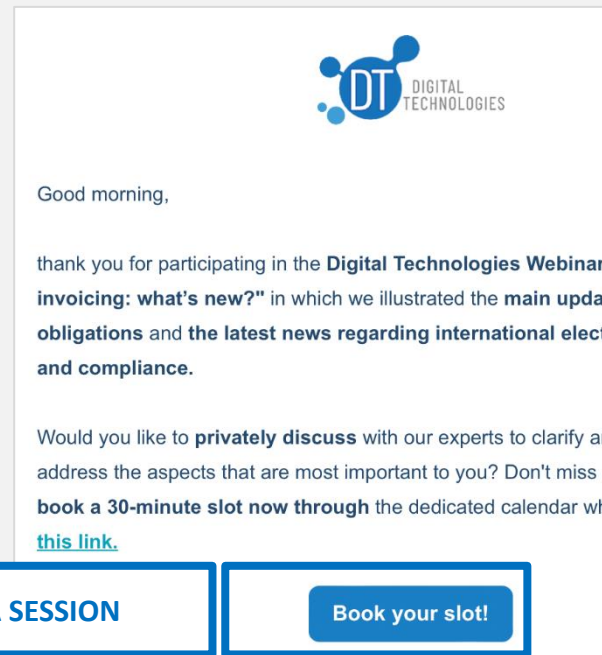 DT DIGITAL
TECHNOLOGIES
Good morning,
thank you for participating in the Digital Technologies Webinar
invoicing: what's new?" in which we illustrated the main
obligations and the latest news regarding international
and compliance.
Would you like to privately discuss with our experts to clarify
address the aspects that are most important to you? Don't miss
book a 30-minute slot now through the dedicated calendar
this link.
SESSION
Book your slot!